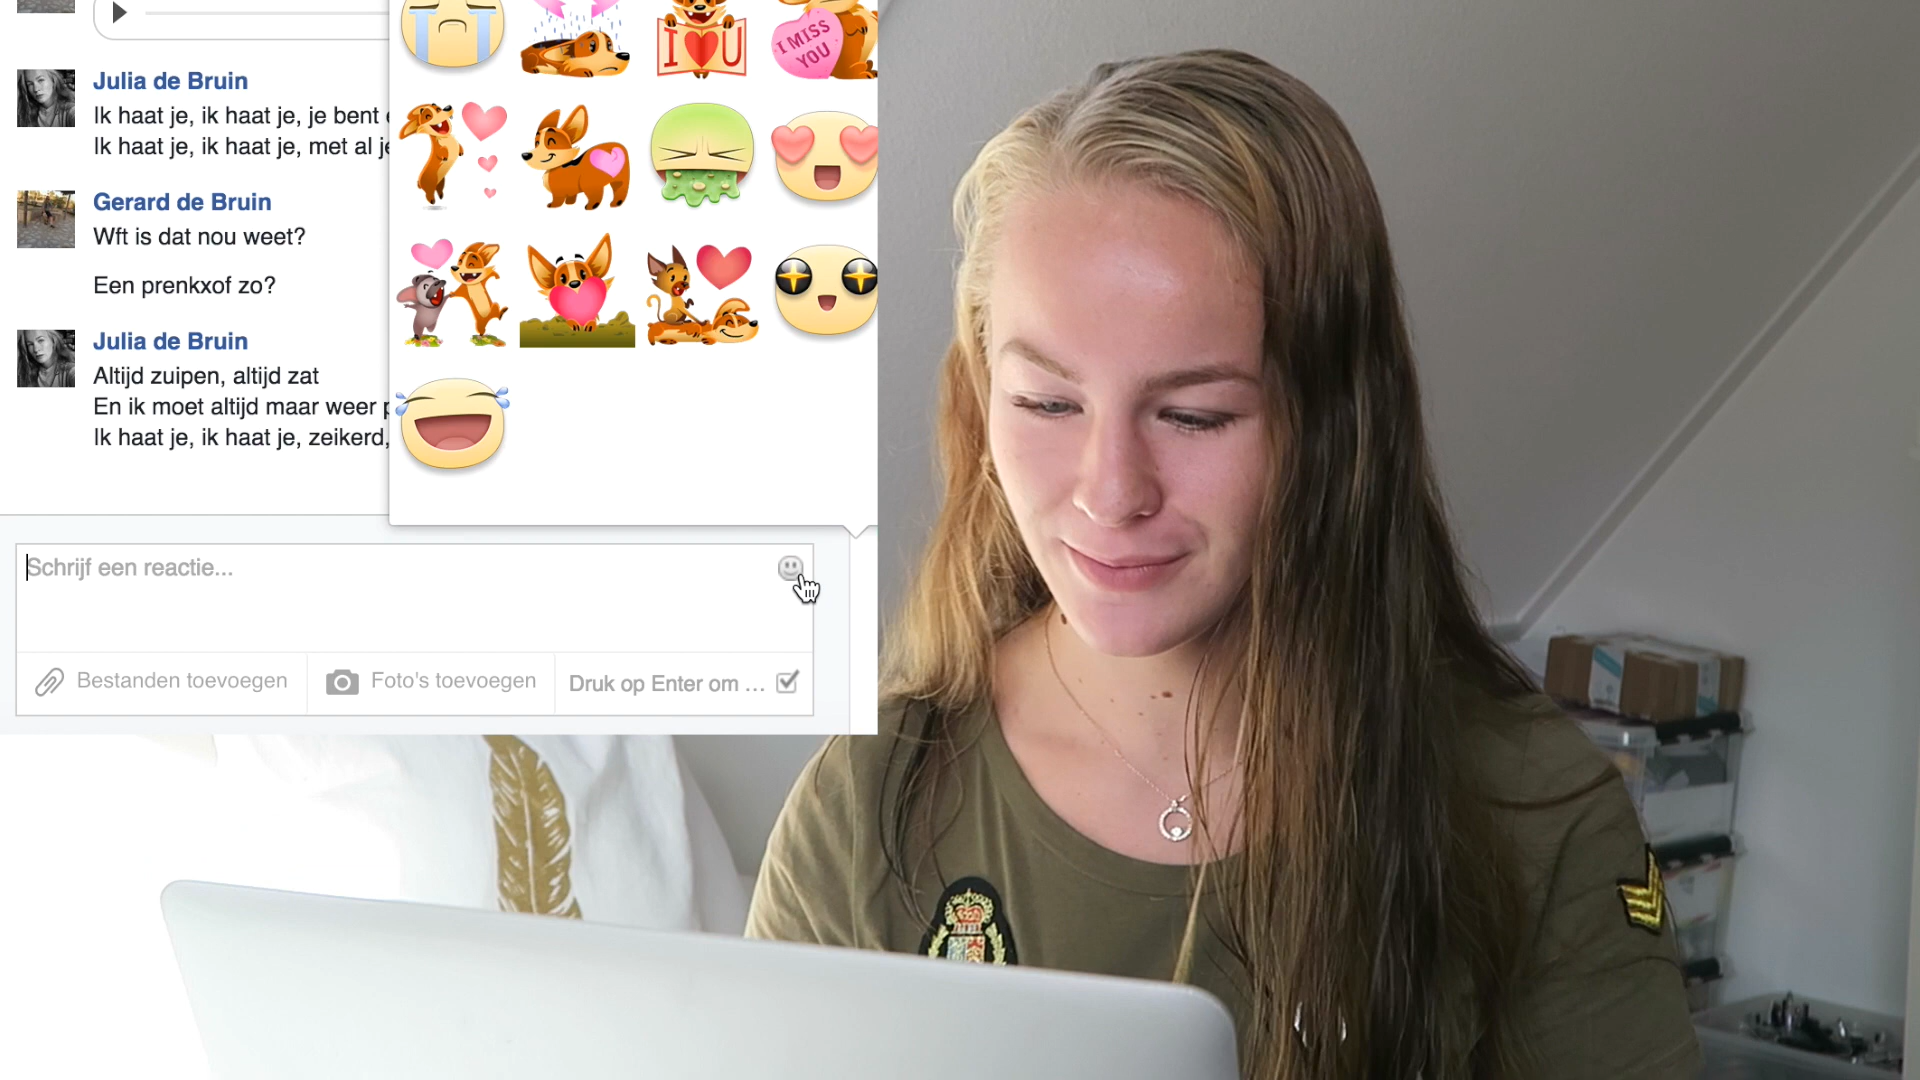 I MISS
YOU
I U
Julia de Bruin
Ik haat je, ik haat je, je bent
Ik haat je, ik haat je, met al je
Gerard de Bruin
Wft is dat nou weet?
Een prenkxof zo?
Julia de Bruin
Altijd zuipen, altijd zat
En ik moet altijd maar weer
Ik haat je, ik haat je, zeikerd,
Schrijf een reactie...
Bestanden toevoegen
Foto's toevoegen
Druk op Enter om ...